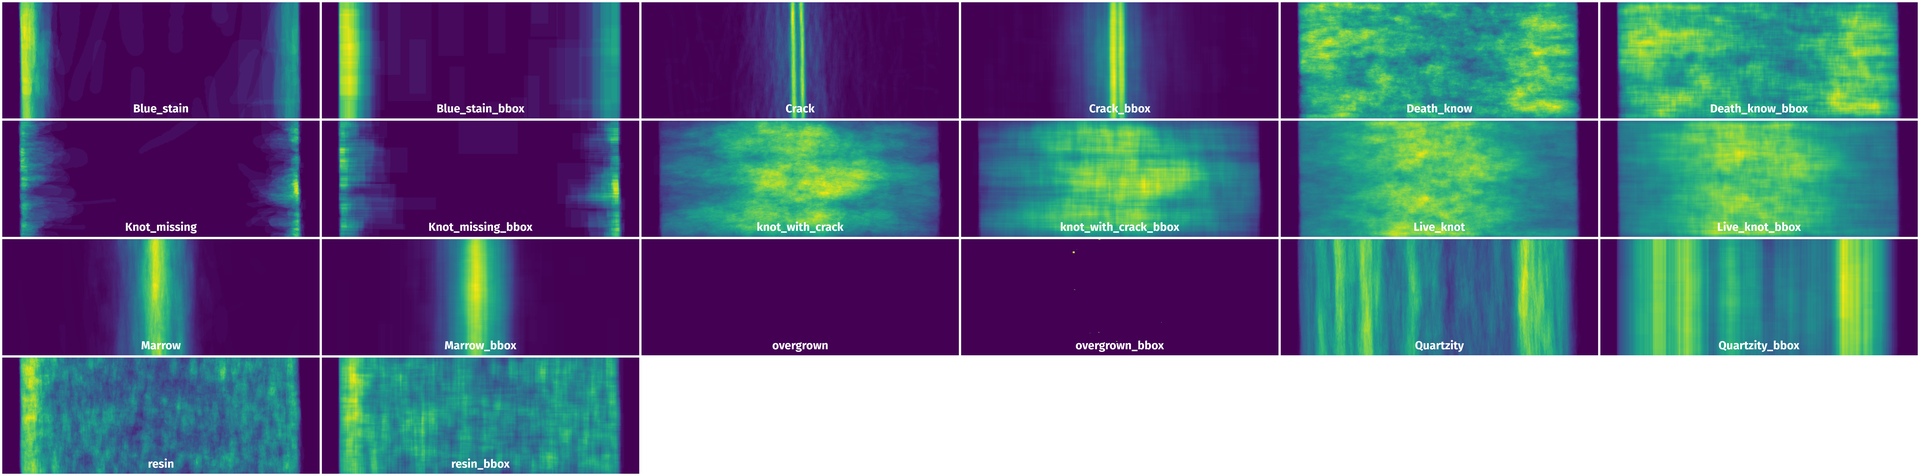 Blue_stain
Blue_stain_bbox
Crack
Crack_bbox
Death_know
Death_know_bbox
Knot_missing
Knot_missing_bbox
knot_with_crack
knot_with_crack_bbox
Live_knot
Live_knot_bbox
Marrow
Marrow_bbox
overgrown
overgrown_bbox
Quartzity
Quartzity_bbox
resin
resin_bbox